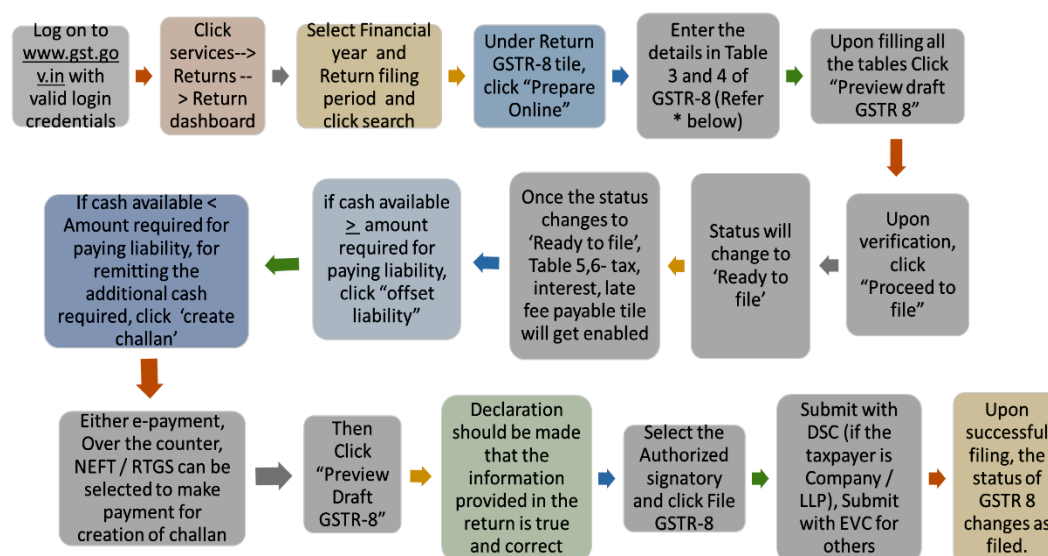 Log on to
www.gst.go
v.in with
valid login
credentials
Click
services-->
Returns --
> Return
dashboard
Select Financial
year and
Return filing
period and
click search
Under Return
GSTR-8 tile,
click “Prepare
Online”
Enter the
details in Table
3 and 4 of
GSTR-8 (Refer
* below)
Upon filling all
the tables Click
“Preview draft
GSTR 8”
Upon
verification,
click
“Proceed to
file”
Status will
change to
‘Ready to
file’
Once the status
changes to
‘Ready to file’,
Table 5,6- tax,
interest, late
fee payable tile
will get enabled
if cash available
> amount
required for
paying liability,
click “offset
liability”
If cash available <
Amount required for
paying liability, for
remitting the
additional cash
required, click ‘create
challan’
Either e-payment,
Over the counter,
NEFT / RTGS can be
selected to make
payment for
creation of challan
Then
Click
“Preview
Draft
GSTR-8”
Declaration
should be made
that the
information
provided in the
return is true
and correct
Select the
Authorized
signatory
and click File
GSTR-8
Submit with
DSC (if the
taxpayer is
Company /
LLP), Submit
with EVC for
others
Upon
successful
filing, the
status of
GSTR 8
changes as
filed.